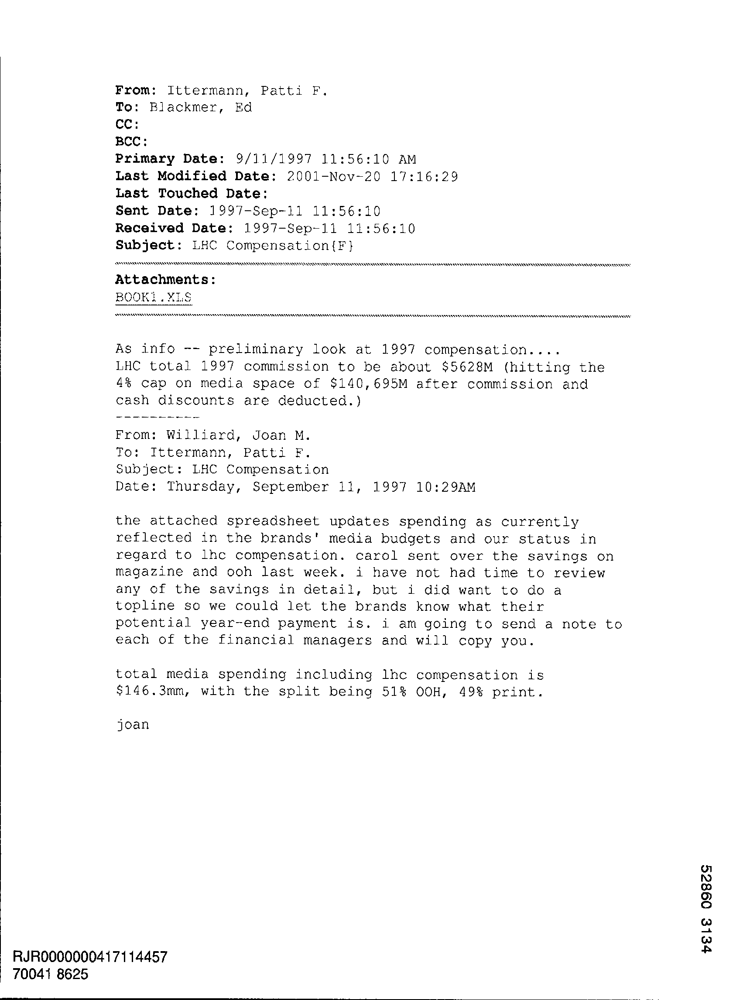 From: Ittermann, Patti F.
To: Blackmer, Ed
CC:
BCC:
Primary Date: 9/11/1997 11:56:10 AM
Last Modified Date: 2001-Nov-20 17:16:29
Last Touched Date:
Sent Date: 1997-Sep-11 11:56:10
Received Date: 1997-Sep-11 11:56:10
Subject: LHC Compensation{F}
Attachments:
BOOK1.XLS
As info -- preliminary look at 1997 compensation....
LHC total 1997 commission to be about $5628M (hitting the
4% cap on media space of $140,695M after commission and
cash discounts are deducted.)
----------
From: Williard, Joan M.
To: Ittermann, Patti F.
Subject: LHC Compensation
Date: Thursday, September 11, 1997 10:29AM
the attached spreadsheet updates spending as currently
reflected in the brands' media budgets and our status in
regard to lhc compensation. carol sent over the savings on
magazine and ooh last week. i have not had time to review
any of the savings in detail, but i did want to do a
topline so we could let the brands know what their
potential year-end payment is. i am going to send a note to
each of the financial managers and will copy you.
total media spending including lhc compensation is
$146.3mm, with the split being 51% OOH, 49% print.
joan
52860 3134
RJR0000000417114457
70041 8625